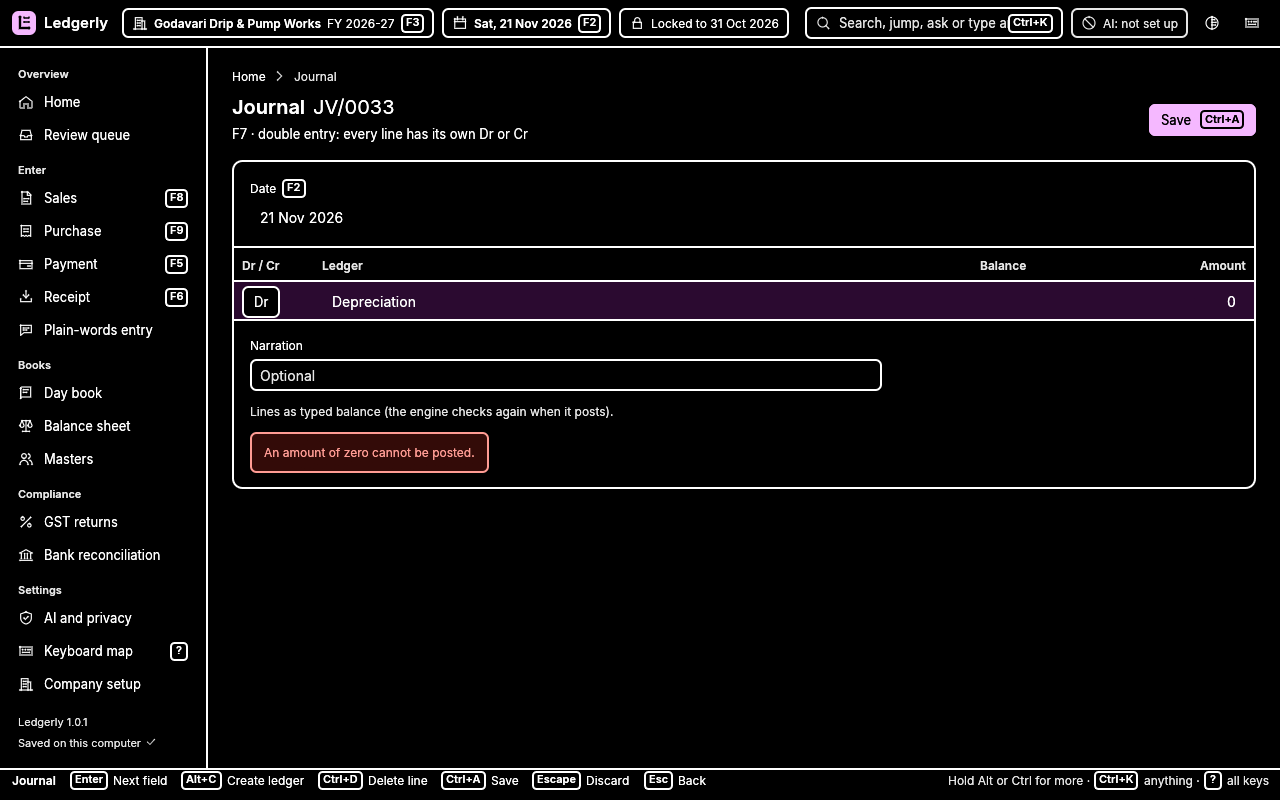 Ledgerly
Godavari Drip & Pump Works FY 2026-27 F3
Sat, 21 Nov 2026 F2
Locked to 31 Oct 2026
Search, jump, ask or type a Ctrl+K
AI: not set up
Overview
Home
Review queue
Enter
Sales F8
Purchase F9
Payment F5
Receipt F6
Plain-words entry
Books
Day book
Balance sheet
Masters
Compliance
GST returns
Bank reconciliation
Settings
AI and privacy
Keyboard map ?
Company setup
Ledgerly 1.0.1
Saved on this computer
Home Journal
Journal JV/0033
F7 · double entry: every line has its own Dr or Cr
Save Ctrl+A
Date F2
21 Nov 2026
Dr / Cr Ledger Balance Amount
Dr Depreciation 0
Narration
Optional
Lines as typed balance (the engine checks again when it posts).
An amount of zero cannot be posted.
Journal Enter Next field Alt+C Create ledger Ctrl+D Delete line Ctrl+A Save Escape Discard Esc Back
Hold Alt or Ctrl for more · Ctrl+K anything · ? all keys